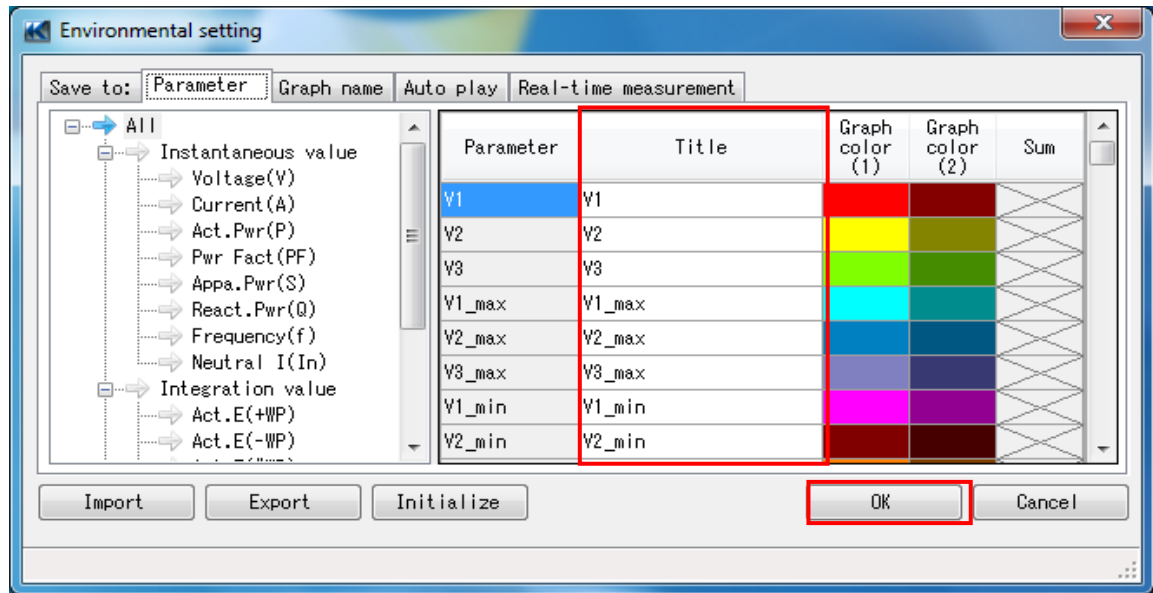 Environmental setting
Save to: Parameter Graph name Auto play Real-time measurement
All
Instantaneous value
Voltage(V)
Current(A)
Act.Pwr(P)
Pwr Fact(PF)
Appa.Pwr(S)
React.Pwr(Q)
Frequency(f)
Neutral I(In)
Integration value
Act.E(+WP)
Act.E(-WP)
Parameter Title Graph color (1) Graph color (2) Sum
V1 V1
V2 V2
V3 V3
V1_max V1_max
V2_max V2_max
V3_max V3_max
V1_min V1_min
V2_min V2_min
Import Export Initialize OK Cancel